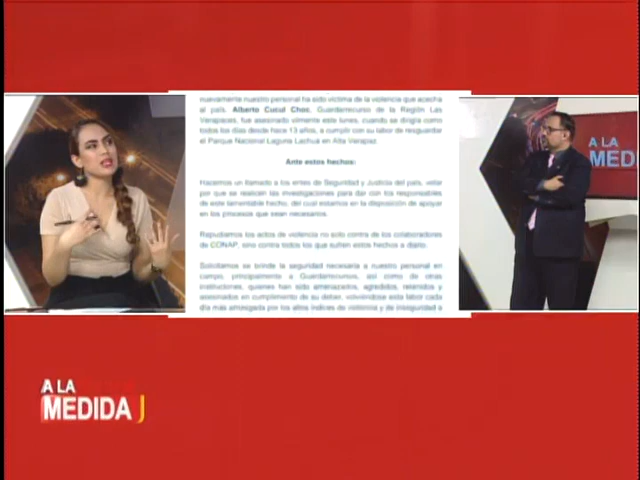 nuevamente nuestro personal ha sido víctima de la violencia que acecha
al país. Alberto Cucul Choc, Guardarrecurso de la Región Las
Verapaces, fue asesinado vilmente este lunes, cuando se dirigía como
todos los días desde hace 13 años, a cumplir con su labor de resguardar
el Parque Nacional Laguna Lachuá en Alta Verapaz.
Ante estos hechos:
Hacemos un llamado a los entes de Seguridad y Justicia del país, velar
por que se realicen las investigaciones para dar con los responsables
de este lamentable hecho, del cual estamos en la disposición de apoyar
en los procesos que sean necesarios.
Repudiamos los actos de violencia no solo contra de los colaboradores
de CONAP, sino contra todos los que sufren estos hechos a diario.
Solicitamos se brinde la seguridad necesaria a nuestro personal en
campo, principalmente a Guardarrecursos, así como de otras
instituciones, quienes han sido amenazados, agredidos, retenidos y
asesinados en cumplimiento de su deber, volviéndose esta labor cada
día más arriesgada por los altos índices de violencia y de inseguridad a
A LA
MED
A LA
MEDIDA